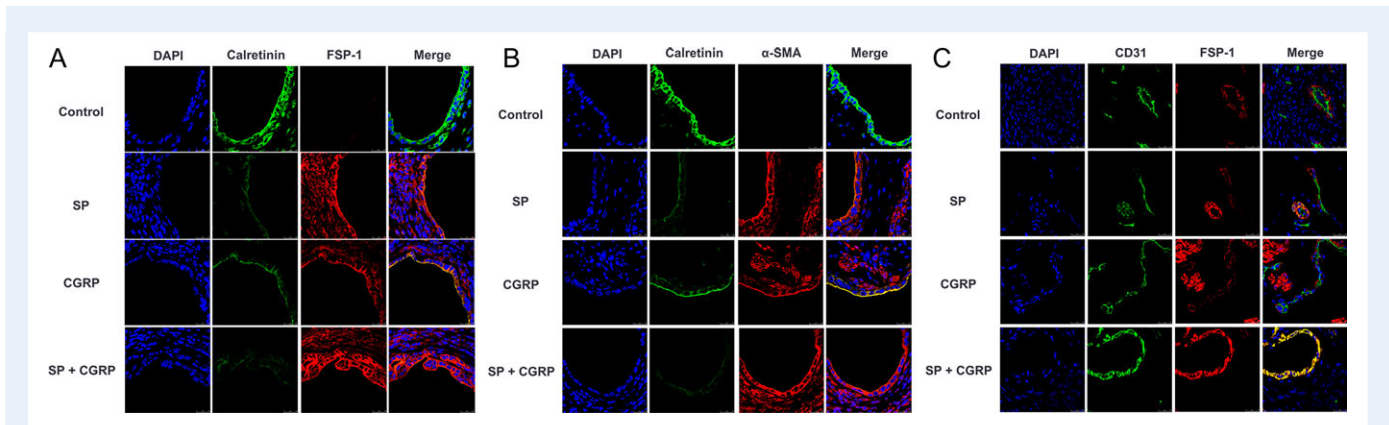 A
DAPI Calretinin FSP-1 Merge
Control
SP
CGRP
SP + CGRP
B
DAPI Calretinin α-SMA Merge
Control
SP
CGRP
SP + CGRP
C
DAPI CD31 FSP-1 Merge
Control
SP
CGRP
SP + CGRP